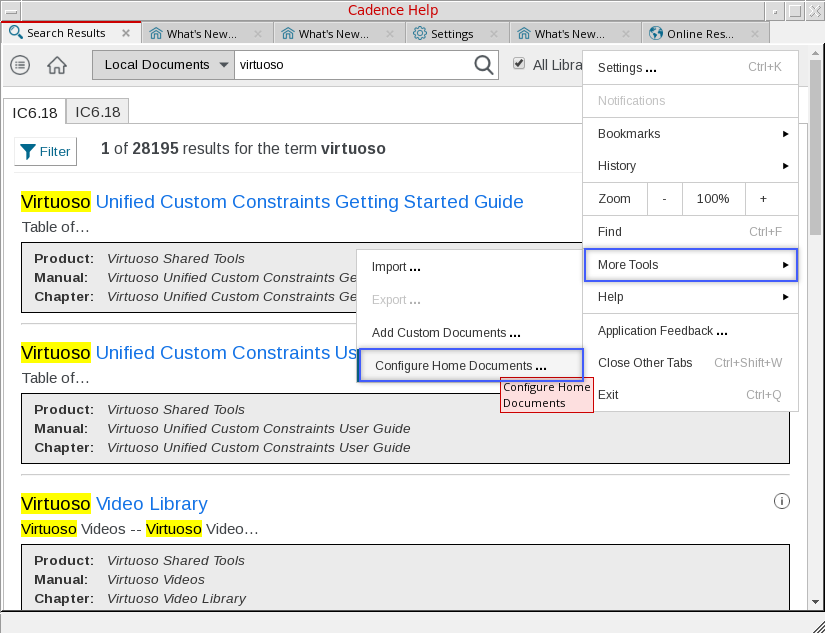 Cadence Help
Search Results
What's New...
What's New...
Settings
What's New...
Online Res...
Local Documents
virtuoso
All Libra
IC6.18
IC6.18
Filter
1 of 28195 results for the term virtuoso
Virtuoso Unified Custom Constraints Getting Started Guide
Table of…
Product: Virtuoso Shared Tools
Manual: Virtuoso Unified Custom Constraints Ge
Chapter: Virtuoso Unified Custom Constraints Ge
Virtuoso Unified Custom Constraints Us
Table of…
Product: Virtuoso Shared Tools
Manual: Virtuoso Unified Custom Constraints User Guide
Chapter: Virtuoso Unified Custom Constraints User Guide
Virtuoso Video Library
Virtuoso Videos -- Virtuoso Video…
Product: Virtuoso Shared Tools
Manual: Virtuoso Videos
Chapter: Virtuoso Video Library
Settings ... Ctrl+K
Notifications
Bookmarks
History
Zoom - 100% +
Find Ctrl+F
More Tools
Help
Application Feedback ...
Close Other Tabs Ctrl+Shift+W
Exit Ctrl+Q
Import ...
Export ...
Add Custom Documents ...
Configure Home Documents ...
Configure Home
Documents